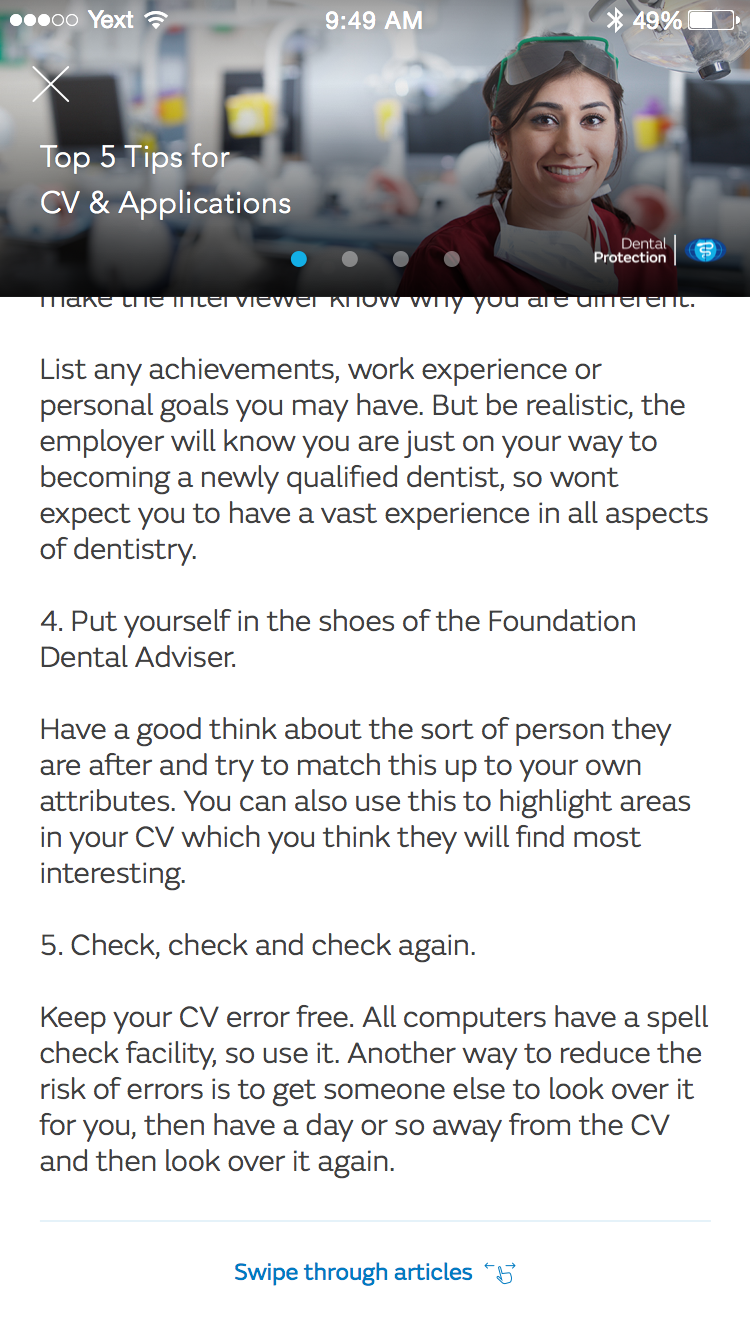 Yext 9:49 AM 49%
Top 5 Tips for
CV & Applications
Dental
Protection
make the interviewer know why you are different.
List any achievements, work experience or
personal goals you may have. But be realistic, the
employer will know you are just on your way to
becoming a newly qualified dentist, so wont
expect you to have a vast experience in all aspects
of dentistry.
4. Put yourself in the shoes of the Foundation
Dental Adviser.
Have a good think about the sort of person they
are after and try to match this up to your own
attributes. You can also use this to highlight areas
in your CV which you think they will find most
interesting.
5. Check, check and check again.
Keep your CV error free. All computers have a spell
check facility, so use it. Another way to reduce the
risk of errors is to get someone else to look over it
for you, then have a day or so away from the CV
and then look over it again.
Swipe through articles